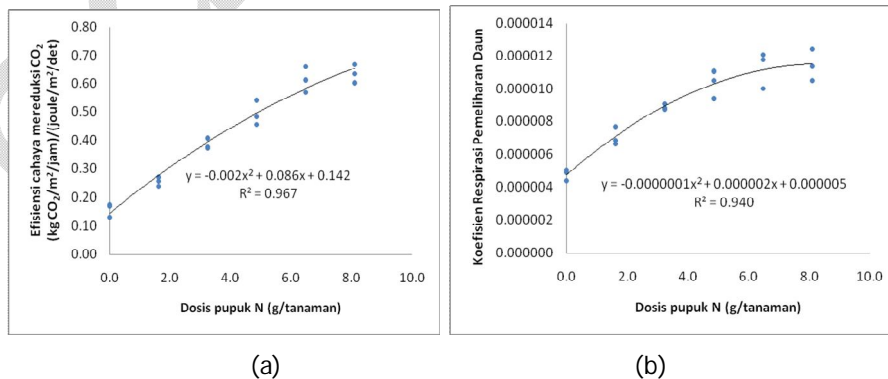 Efisiensi cahaya mereduksi CO₂
(kg CO₂/m²/jam)/(joule/m²/det)
0.80
0.70
0.60
0.50
0.40
0.30
0.20
0.10
0.00
y = -0.002x² + 0.086x + 0.142
R² = 0.967
0.0 2.0 4.0 6.0 8.0 10.0
Dosis pupuk N (g/tanaman)
(a)
Koefisien Respirasi Pemeliharan Daun
0.000014
0.000012
0.000010
0.000008
0.000006
0.000004
0.000002
0.000000
y = -0.0000001x² + 0.000002x + 0.000005
R² = 0.940
0.0 2.0 4.0 6.0 8.0 10.0
Dosis pupuk N (g/tanaman)
(b)